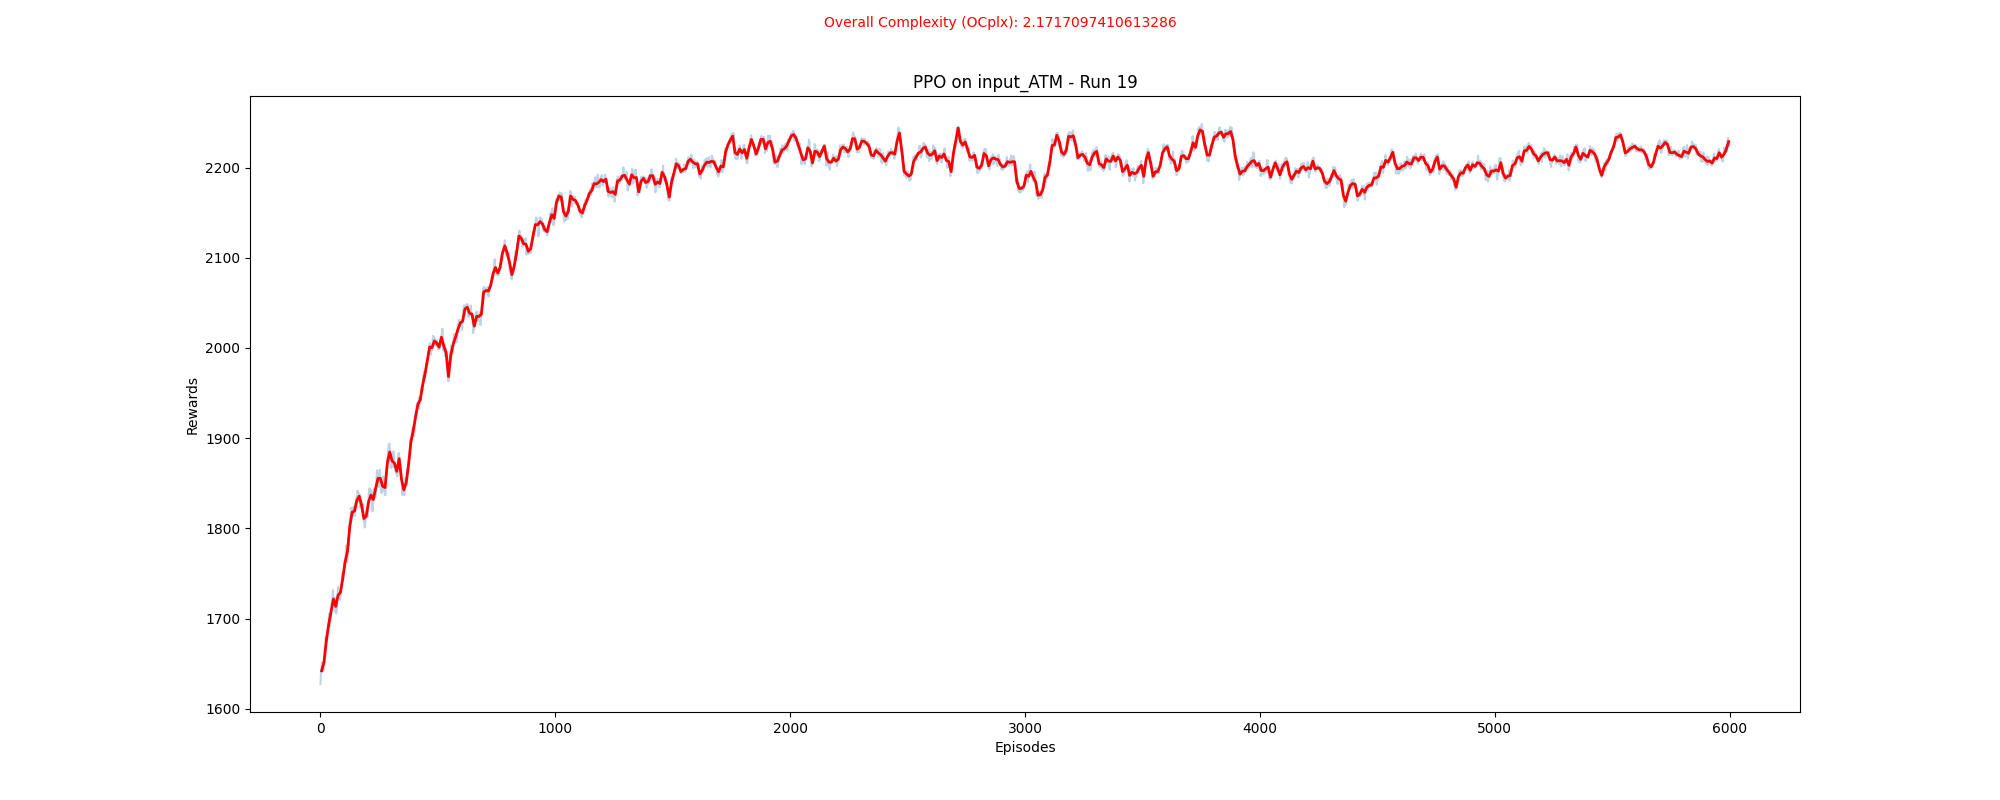 Overall Complexity (OCplx): 2.1717097410613286
PPO on input_ATM - Run 19
2200
2100
2000
1900
1800
1700
1600
Rewards
0 1000 2000 3000 4000 5000 6000
Episodes